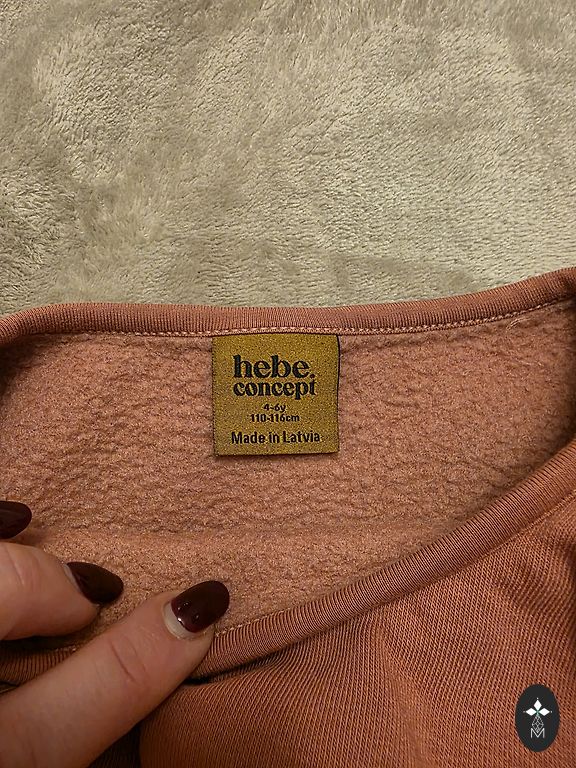 hebe.
concept
4-6y
110-116cm
Made in Latvia
M